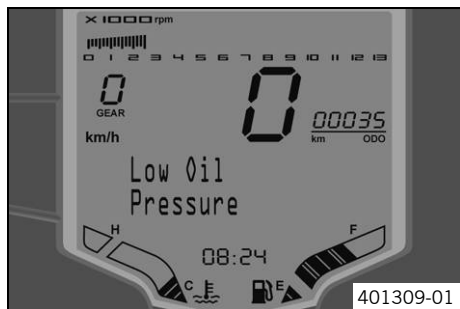 X 1000 rpm
0 1 2 3 4 5 6 7 8 9 10 11 12 13
0 0
GEAR
00035
km/h km ODO
Low Oil
Pressure
H F
08:24
C E
401309-01